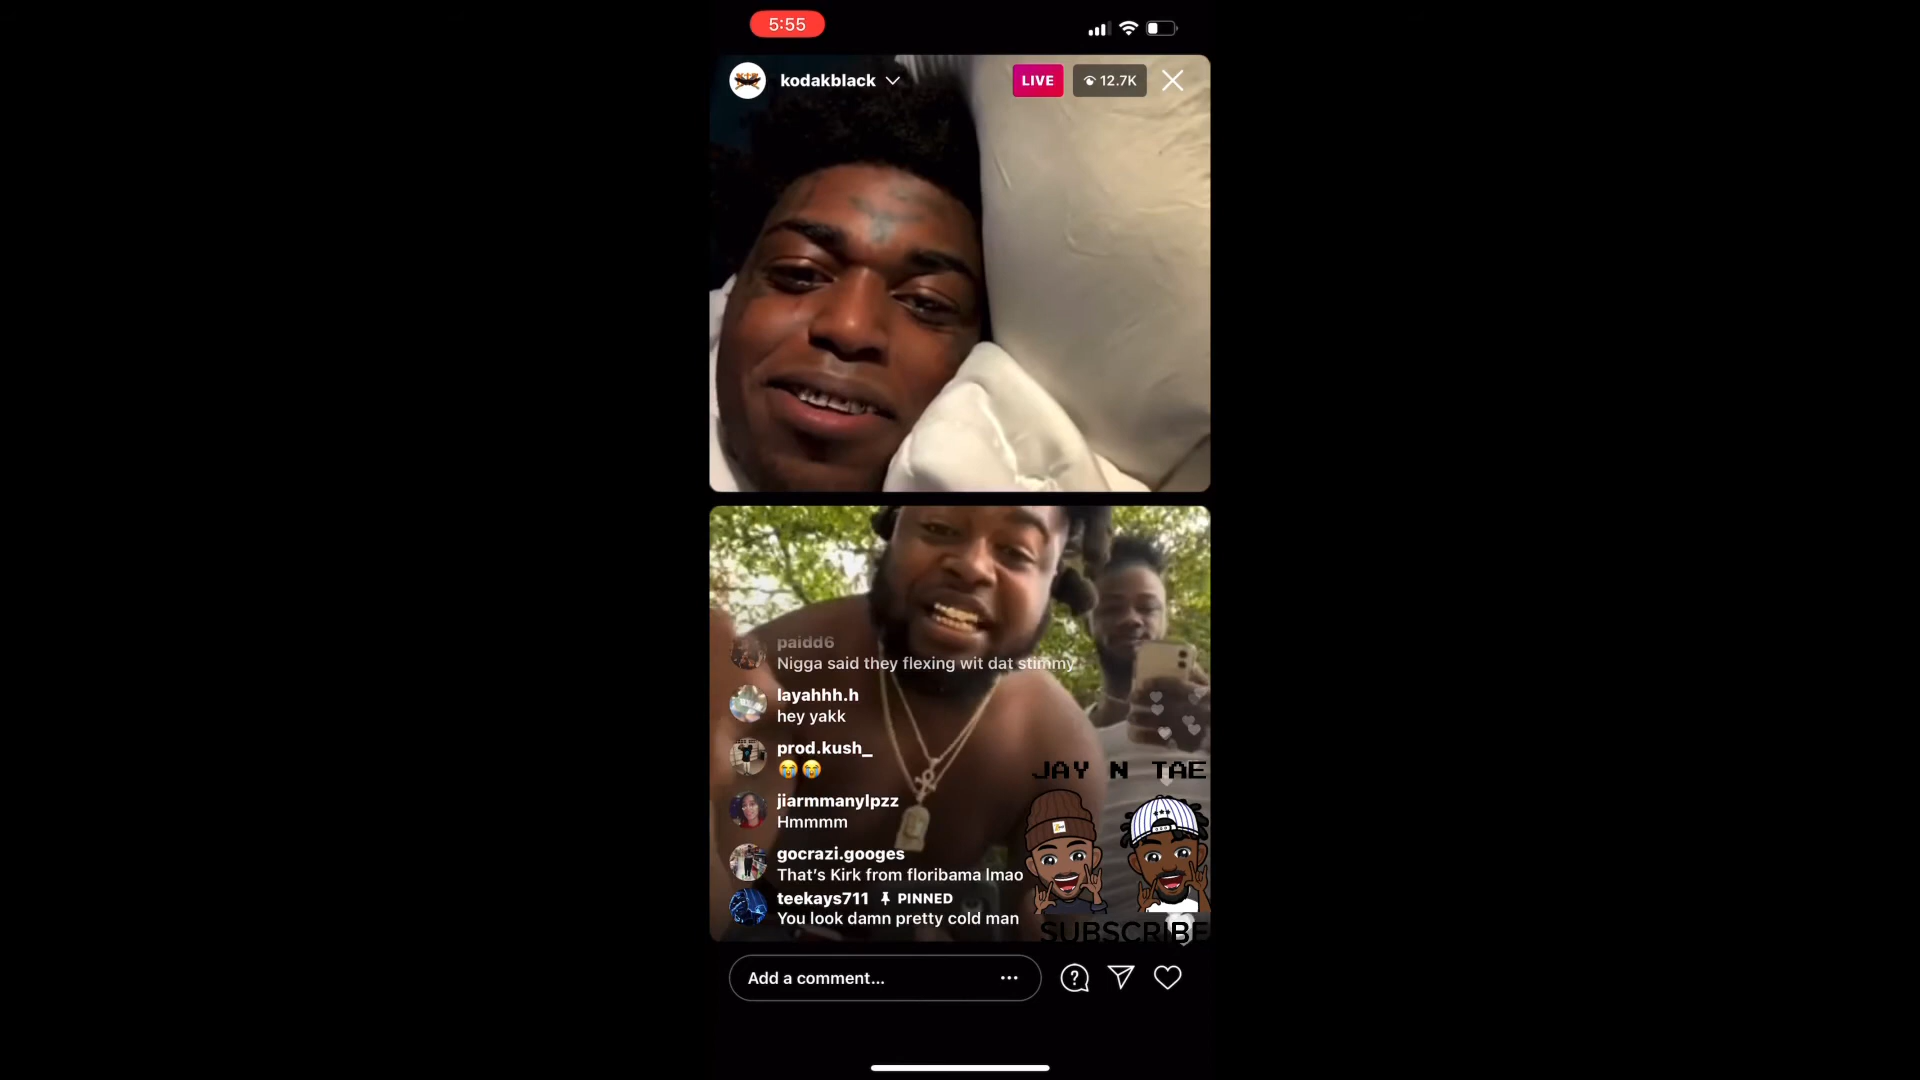 5:55
kodakblack
LIVE
12.7K
paidd6
Nigga said they flexing wit dat stimmy
layahhh.h
hey yakk
prod.kush_
😭😭
jiarmmanylpzz
Hmmmm
gocrazi.googes
That's Kirk from floribama lmao
teekays711 PINNED
You look damn pretty cold man
JAY N TAE
SUBSCRIBE
Add a comment...